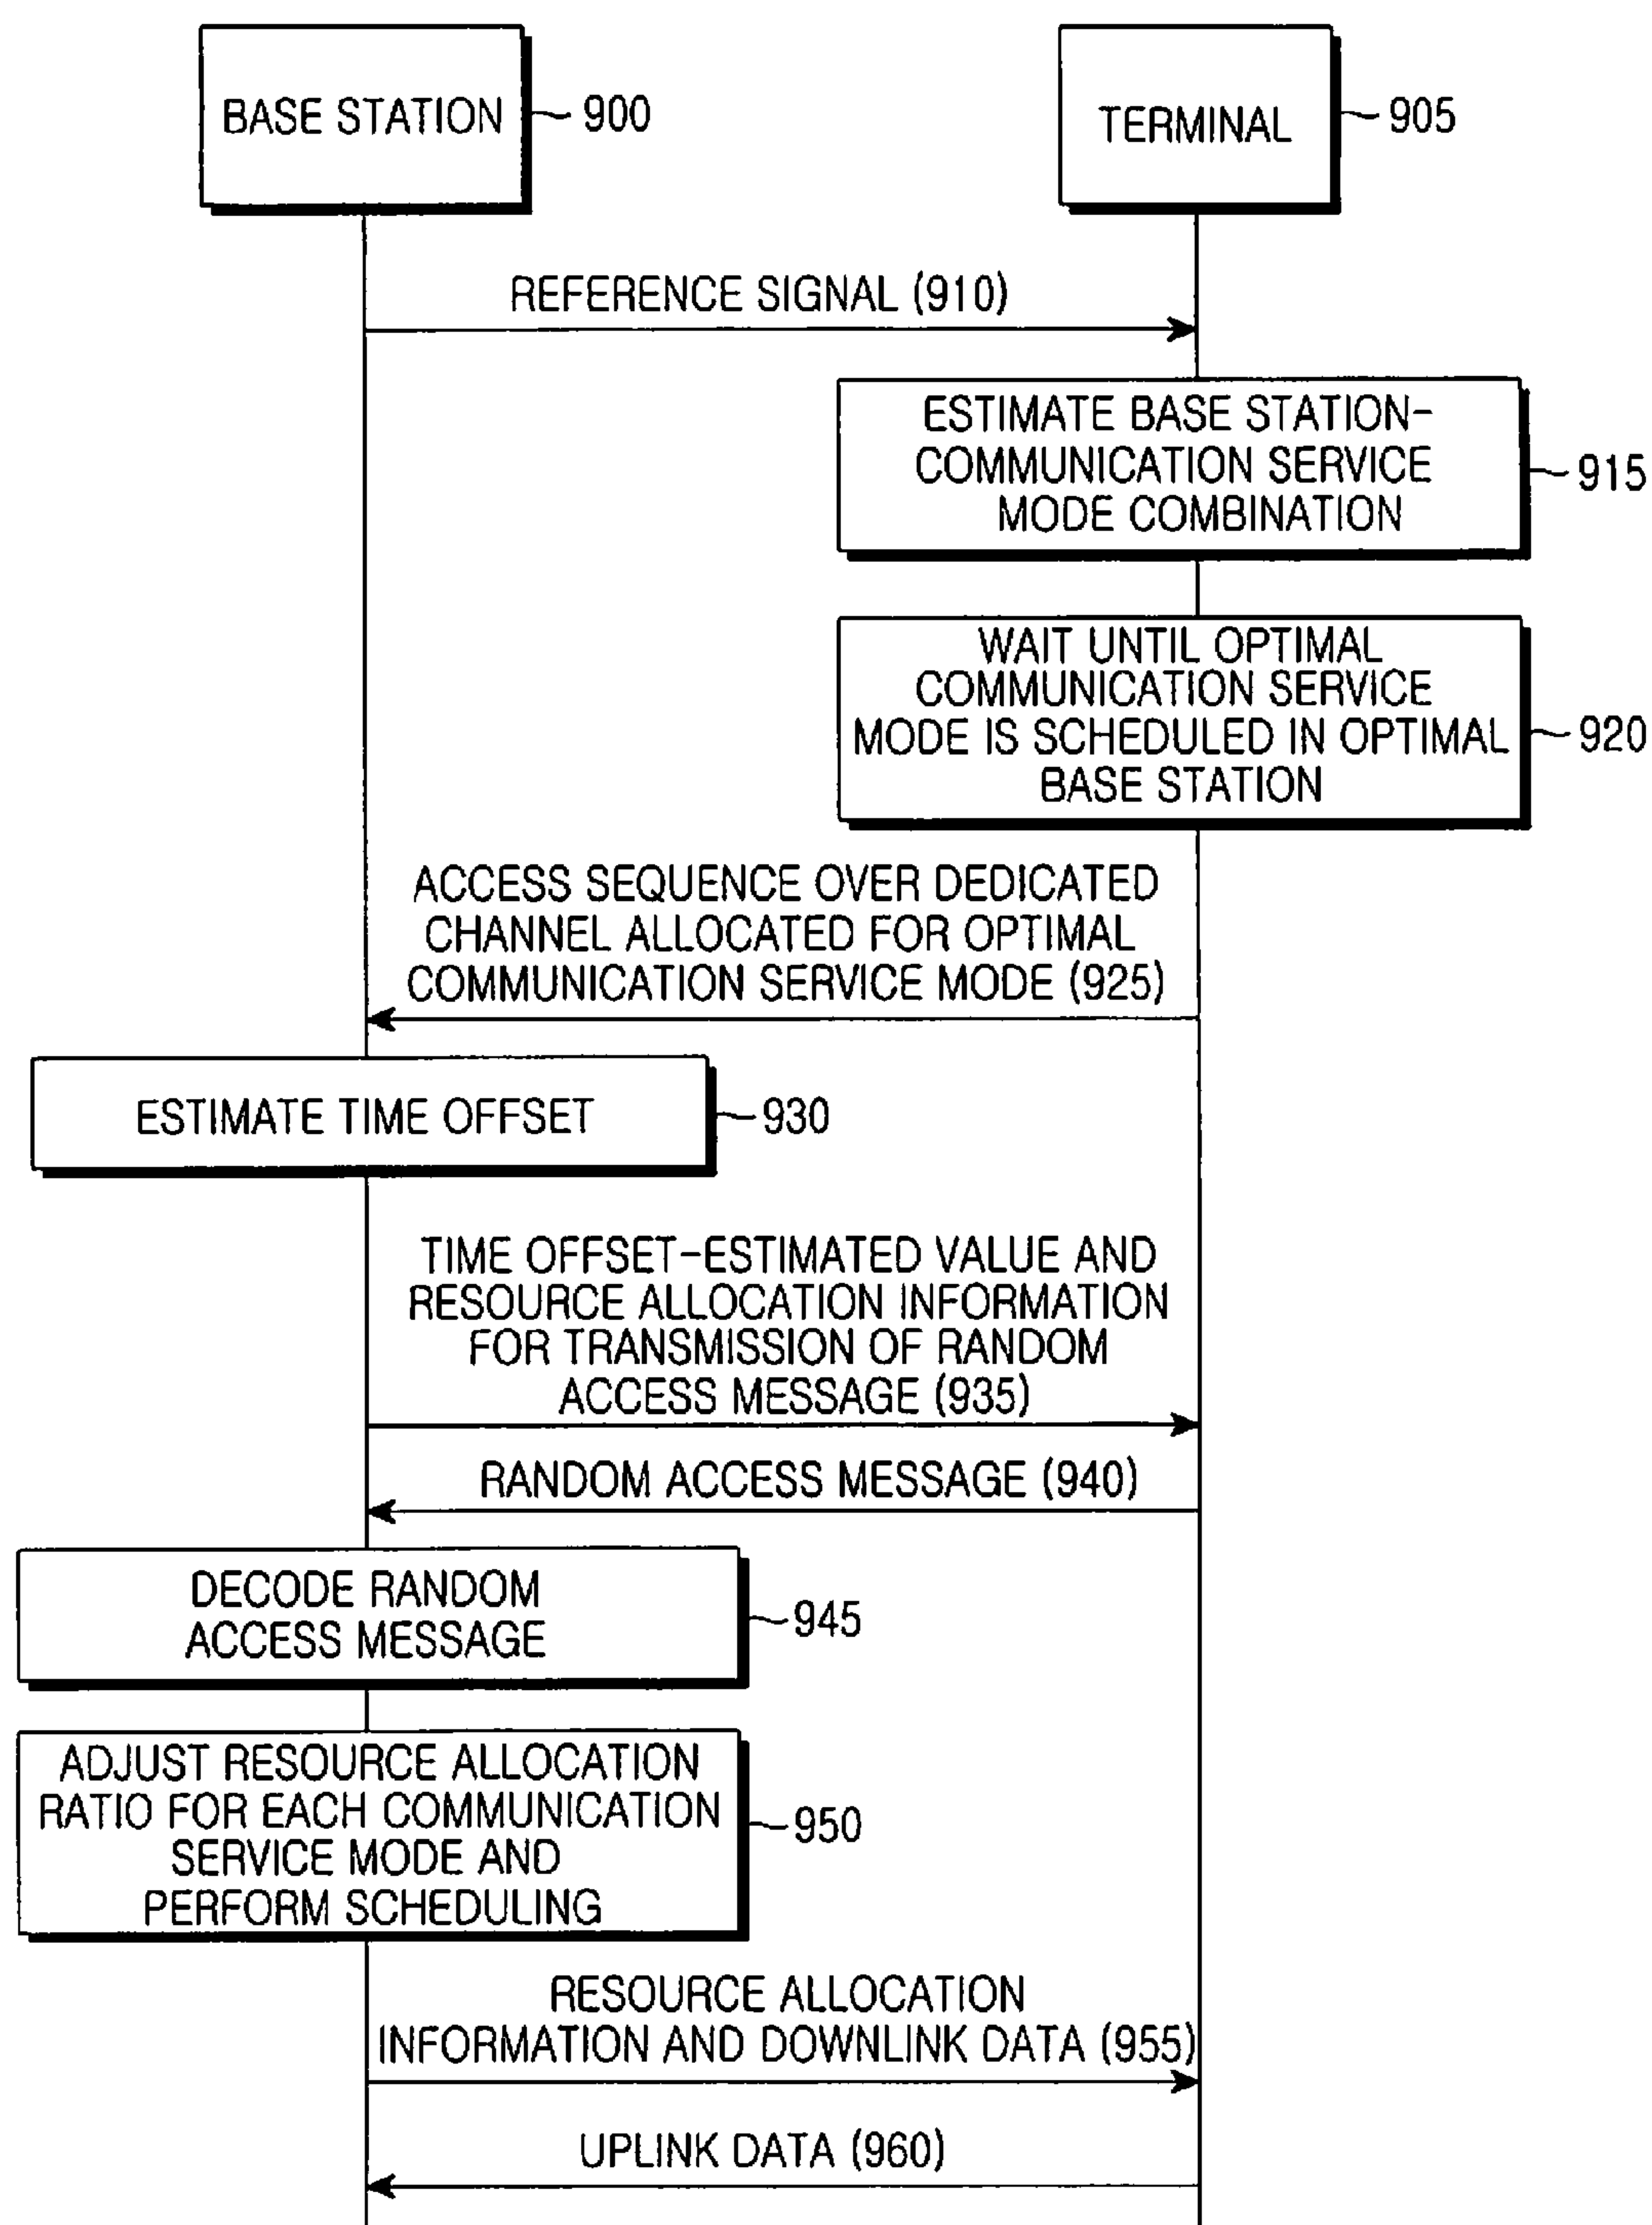 BASE STATION
900
TERMINAL
905
REFERENCE SIGNAL (910)
ESTIMATE BASE STATION-
COMMUNICATION SERVICE
MODE COMBINATION
915
WAIT UNTIL OPTIMAL
COMMUNICATION SERVICE
MODE IS SCHEDULED IN OPTIMAL
BASE STATION
920
ACCESS SEQUENCE OVER DEDICATED
CHANNEL ALLOCATED FOR OPTIMAL
COMMUNICATION SERVICE MODE (925)
ESTIMATE TIME OFFSET
930
TIME OFFSET-ESTIMATED VALUE AND
RESOURCE ALLOCATION INFORMATION
FOR TRANSMISSION OF RANDOM
ACCESS MESSAGE (935)
RANDOM ACCESS MESSAGE (940)
DECODE RANDOM
ACCESS MESSAGE
945
ADJUST RESOURCE ALLOCATION
RATIO FOR EACH COMMUNICATION
SERVICE MODE AND
PERFORM SCHEDULING
950
RESOURCE ALLOCATION
INFORMATION AND DOWNLINK DATA (955)
UPLINK DATA (960)